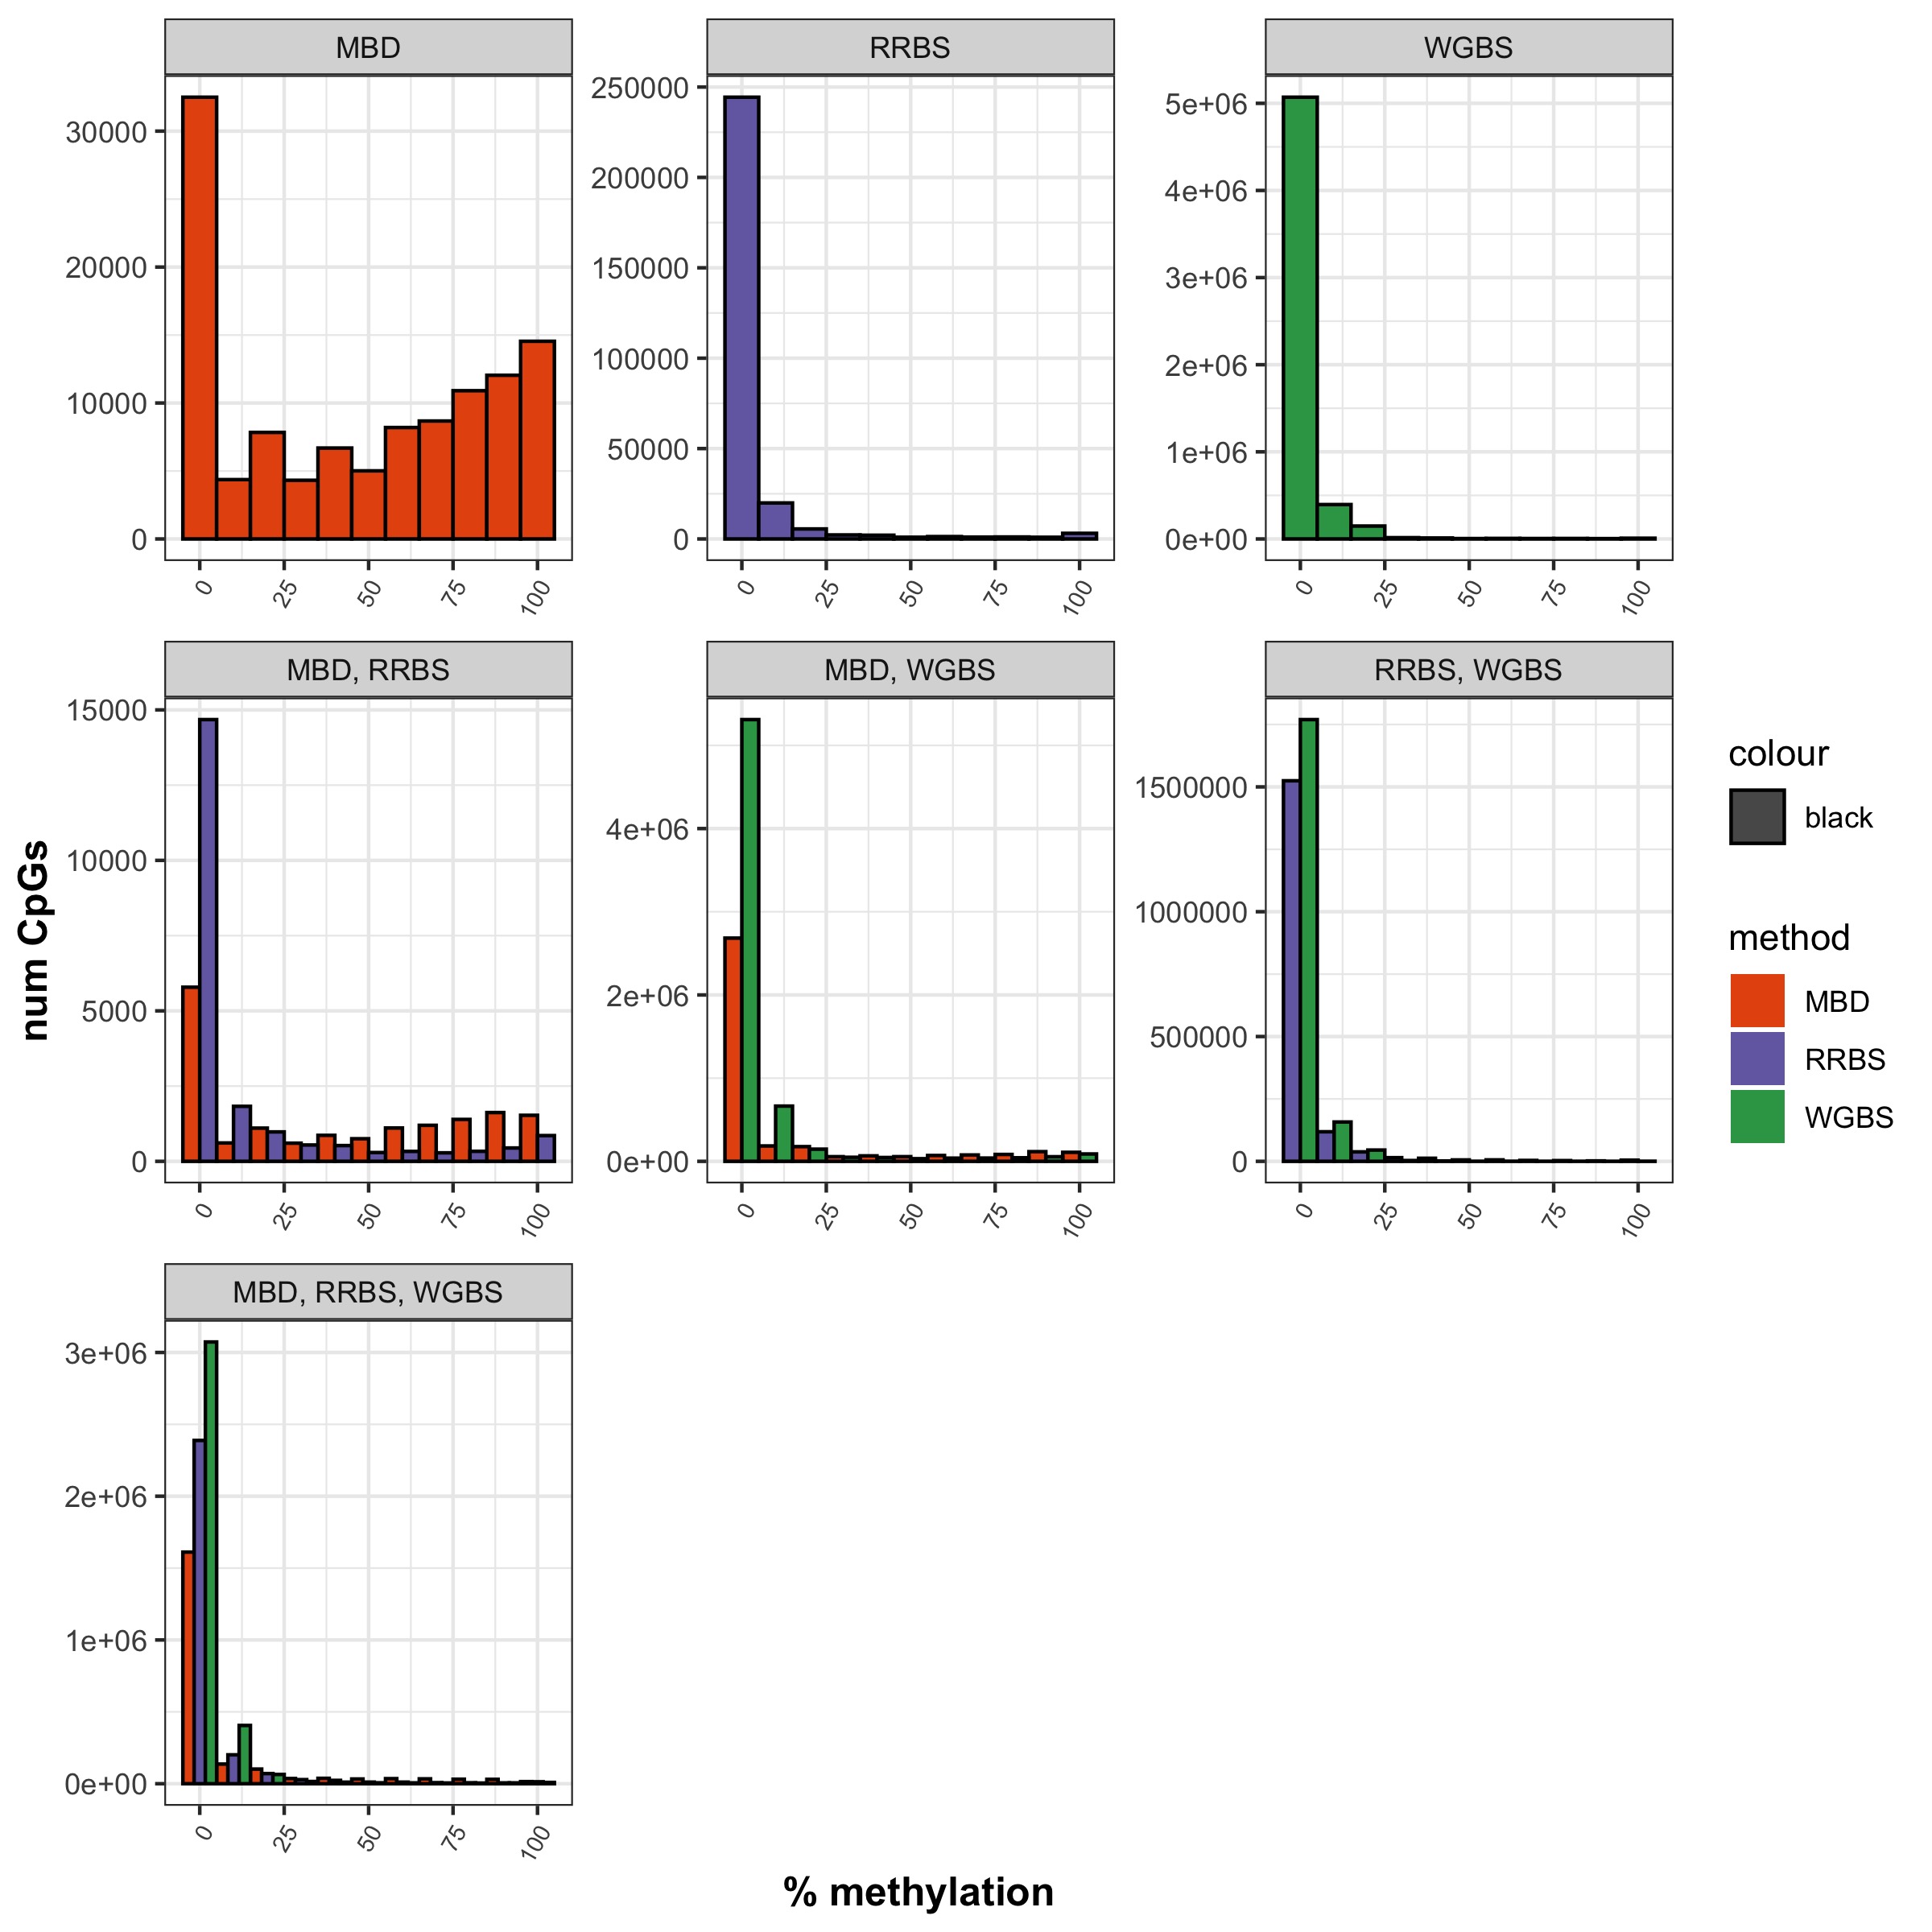 MBD
RRBS
WGBS
30000
20000
10000
0
250000
200000
150000
100000
50000
0
5e+06
4e+06
3e+06
2e+06
1e+06
0e+00
0 25 50 75 100
0 25 50 75 100
0 25 50 75 100
MBD, RRBS
MBD, WGBS
RRBS, WGBS
15000
10000
5000
0
4e+06
2e+06
0e+00
1500000
1000000
500000
0
0 25 50 75 100
0 25 50 75 100
0 25 50 75 100
MBD, RRBS, WGBS
3e+06
2e+06
1e+06
0e+00
0 25 50 75 100
num CpGs
% methylation
colour
black
method
MBD
RRBS
WGBS